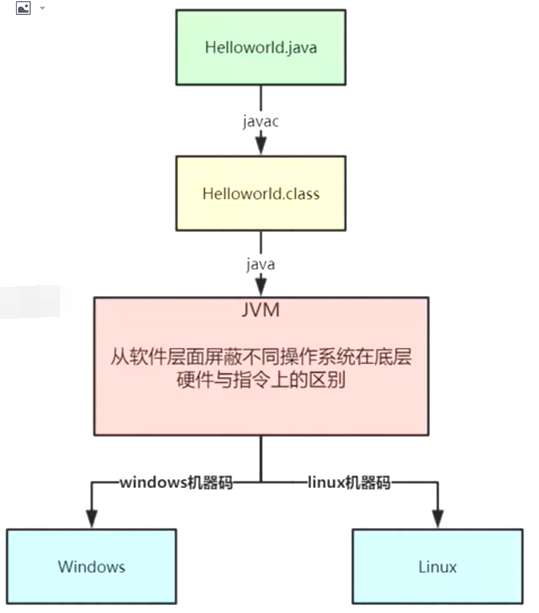 Helloworld.java
javac
Helloworld.class
java
JVM
从软件层面屏蔽不同操作系统在底层
硬件与指令上的区别
windows机器码
linux机器码
Windows
Linux